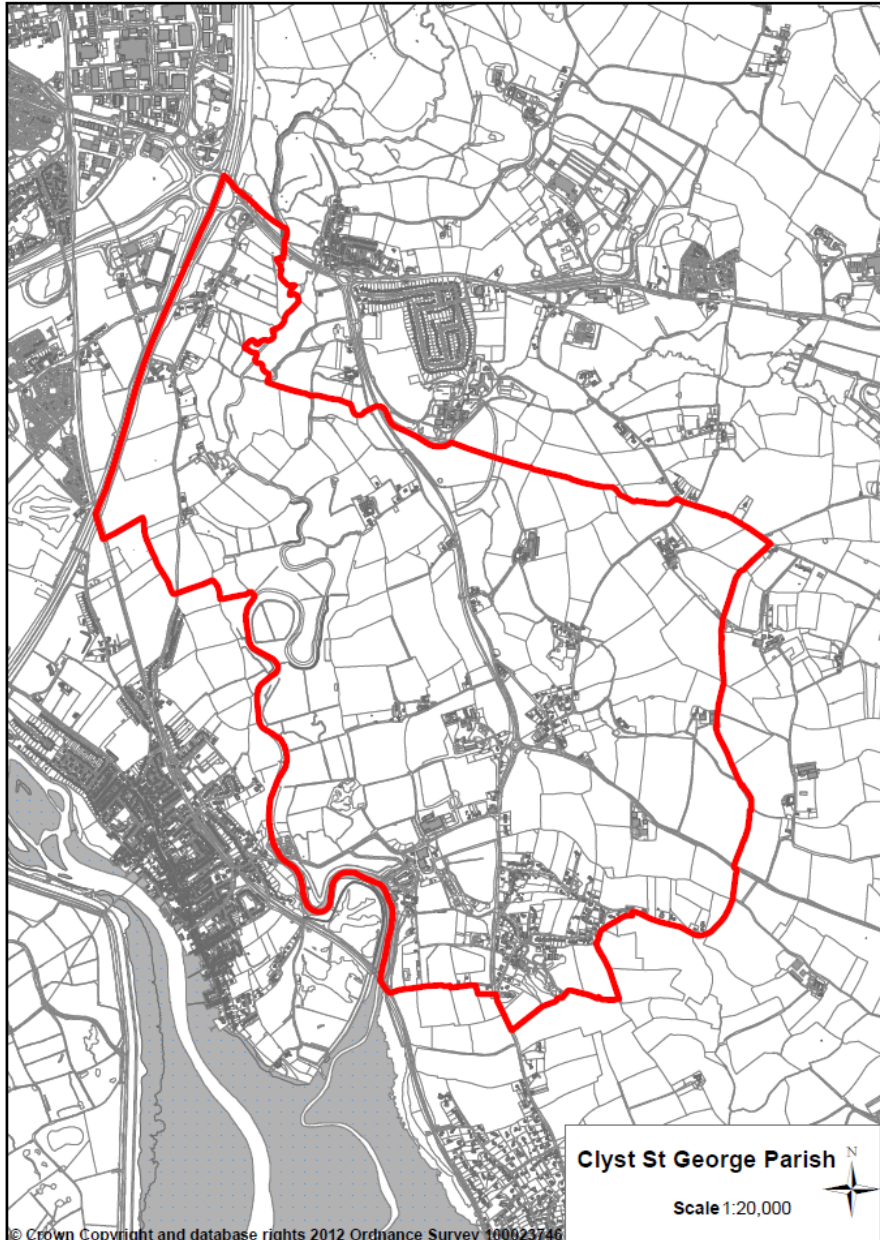 Clyst St George Parish
N
Scale 1:20,000
© Crown Copyright and database rights 2012 Ordnance Survey 100023746